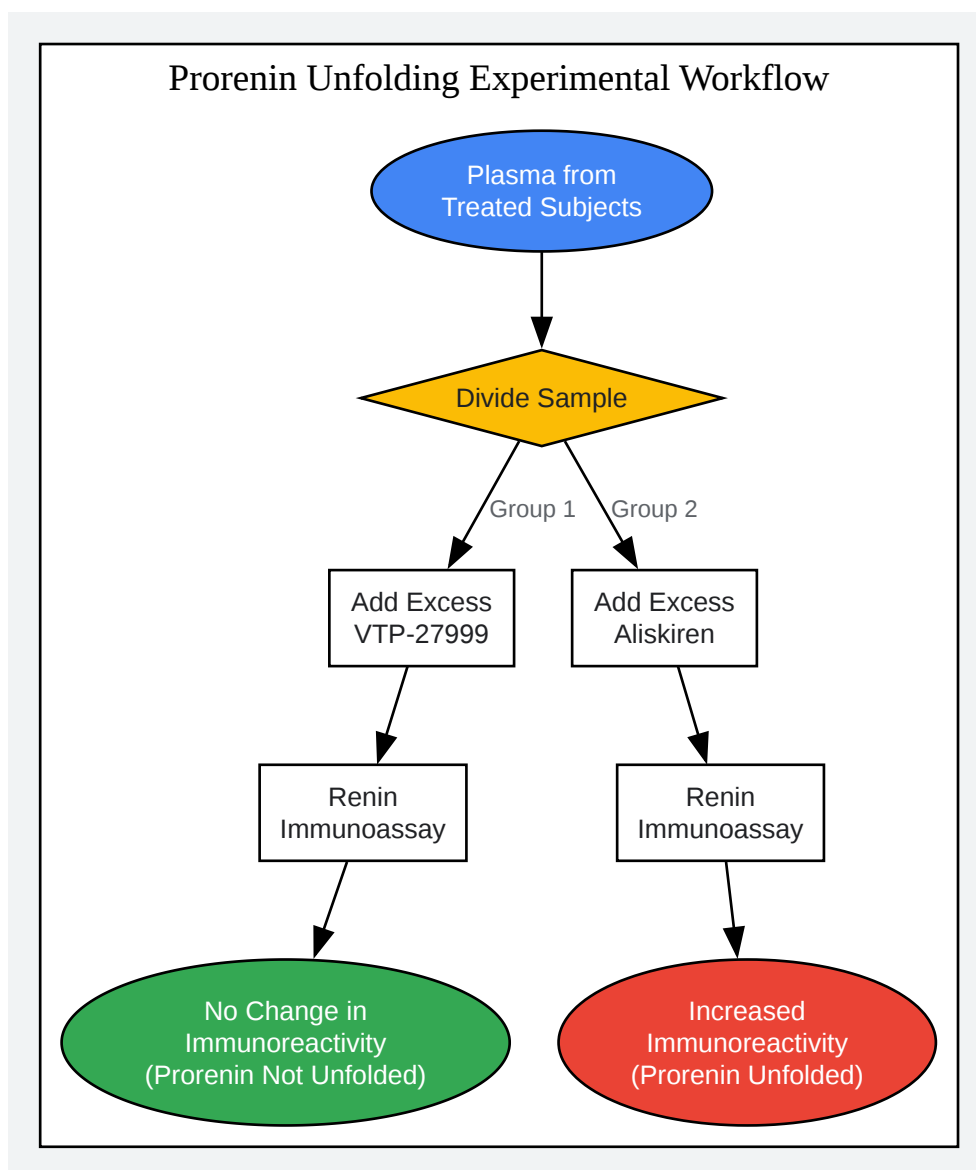 Prorenin Unfolding Experimental Workflow
Plasma from
Treated Subjects
Divide Sample
Group 1
Group 2
Add Excess
VTP-27999
Add Excess
Aliskiren
Renin
Immunoassay
Renin
Immunoassay
No Change in
Immunoreactivity
(Prorenin Not Unfolded)
Increased
Immunoreactivity
(Prorenin Unfolded)